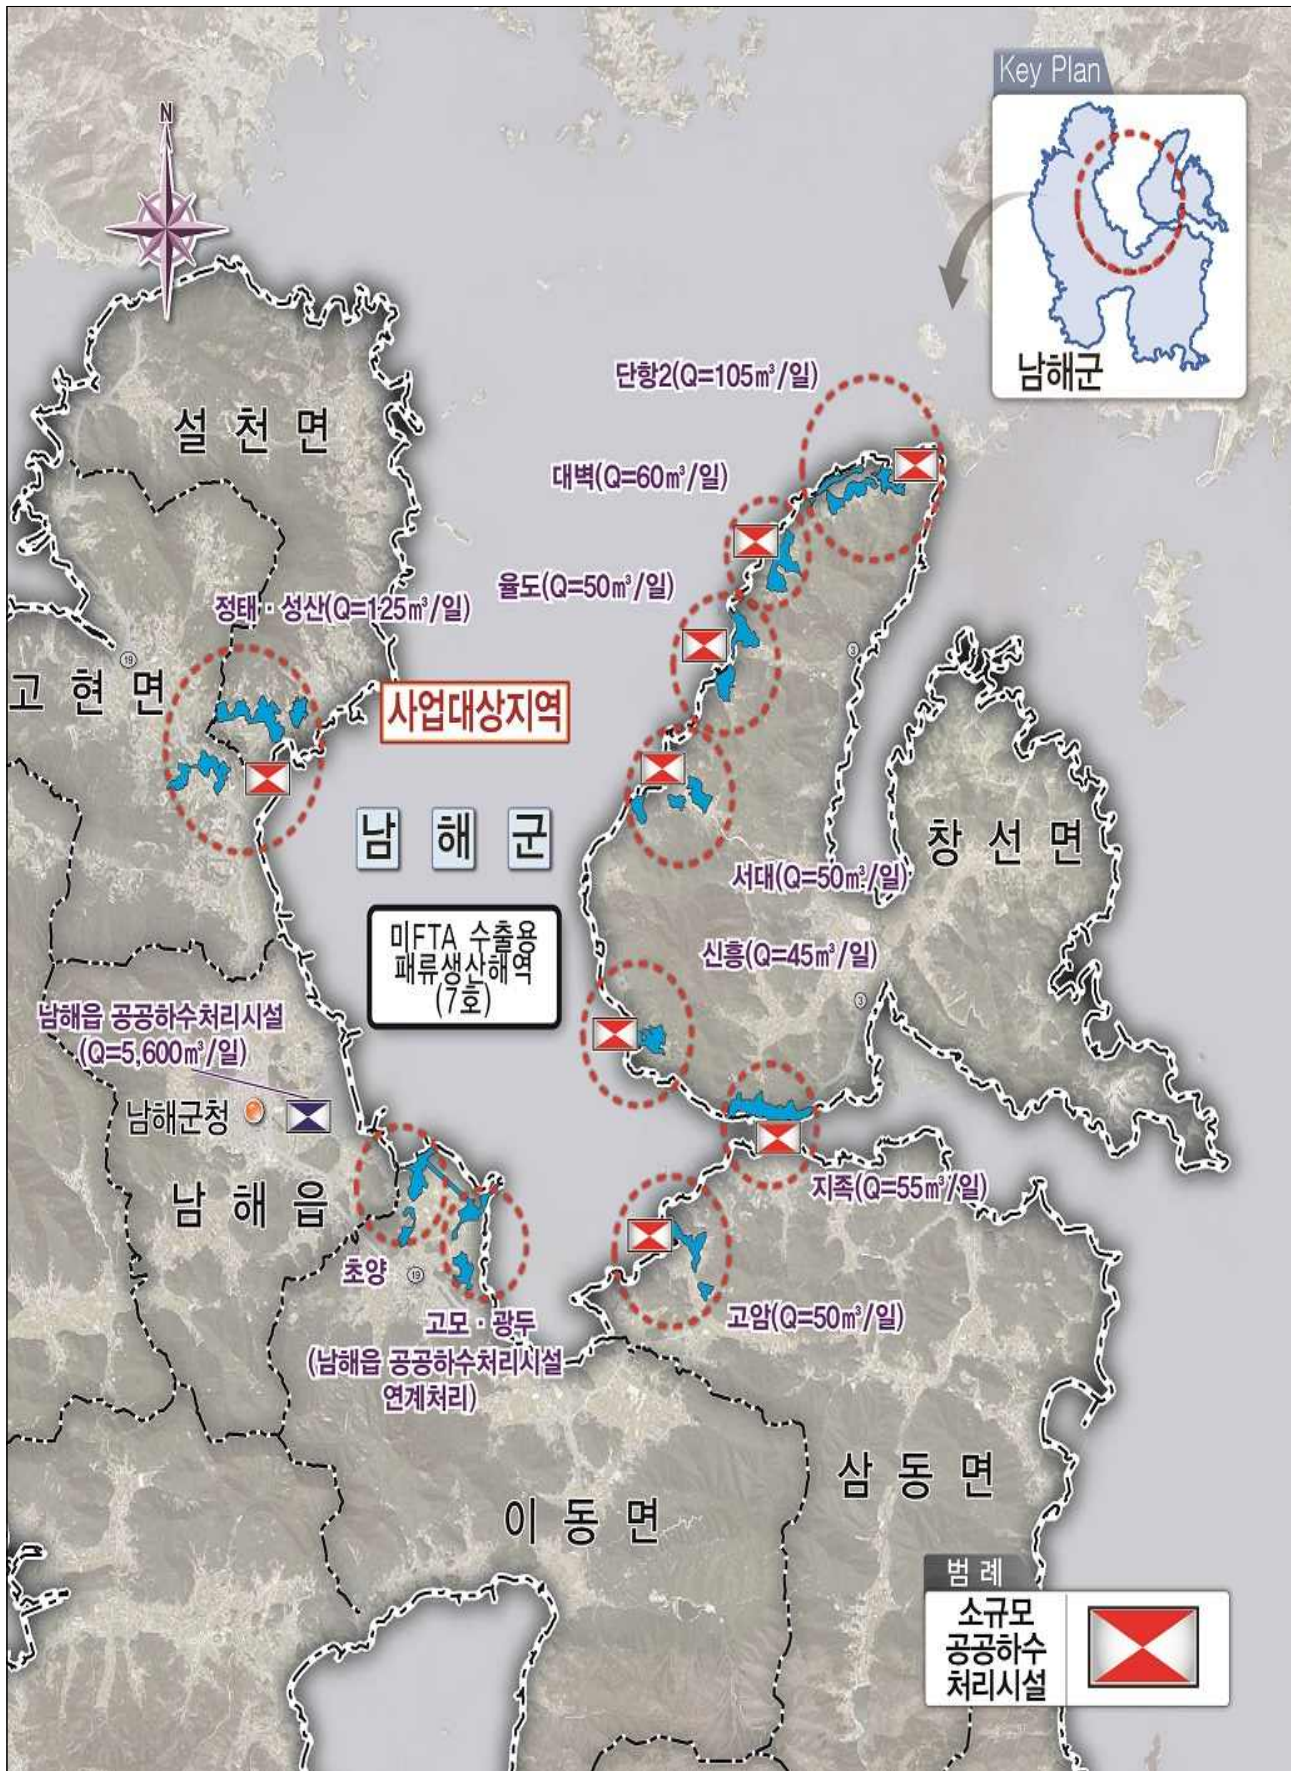 Key Plan
N
남해군
단항2(Q=105㎥/일)
설 천 면
대벽(Q=60㎥/일)
율도(Q=50㎥/일)
정태 · 성산(Q=125㎥/일)
19
3
고 현 면
사업대상지역
남 해 군
창 선 면
서대(Q=50㎥/일)
미FTA 수출용
패류생산해역
(7호)
신흥(Q=45㎥/일)
3
남해읍 공공하수처리시설
(Q=5,600㎥/일)
남해군청
남 해 읍
지족(Q=55㎥/일)
초양
19
고모 · 광두
(남해읍 공공하수처리시설
연계처리)
고암(Q=50㎥/일)
삼 동 면
이 동 면
범 례
소규모
공공하수
처리시설